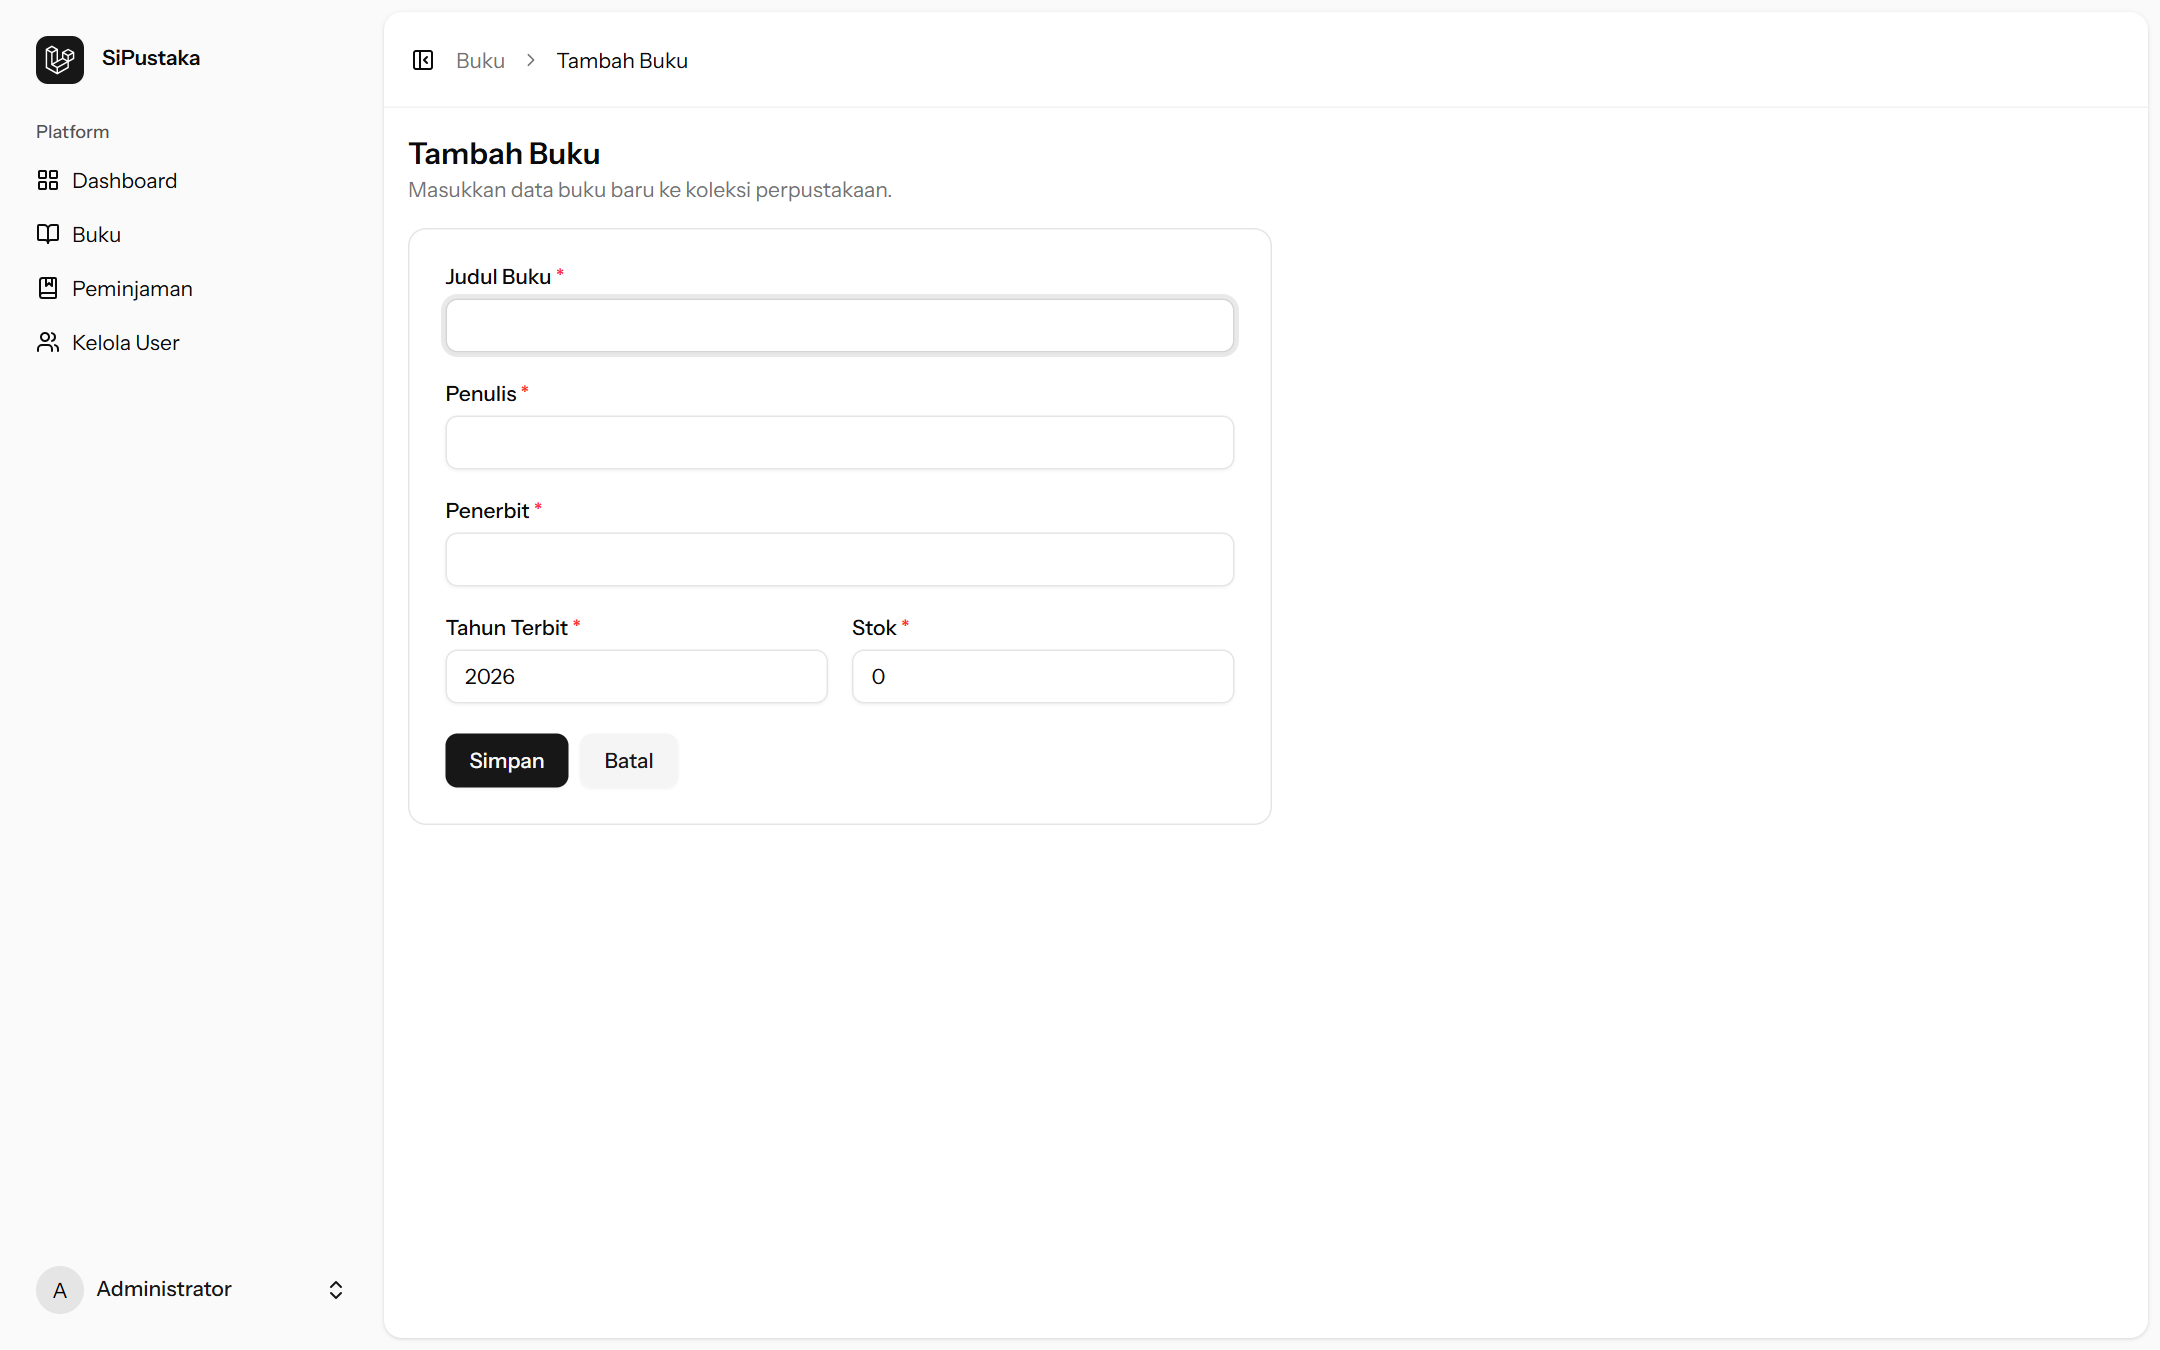 SiPustaka
Platform
Dashboard
Buku
Peminjaman
Kelola User
A Administrator
Buku > Tambah Buku
Tambah Buku
Masukkan data buku baru ke koleksi perpustakaan.
Judul Buku *
Penulis *
Penerbit *
Tahun Terbit * Stok *
2026 0
Simpan Batal